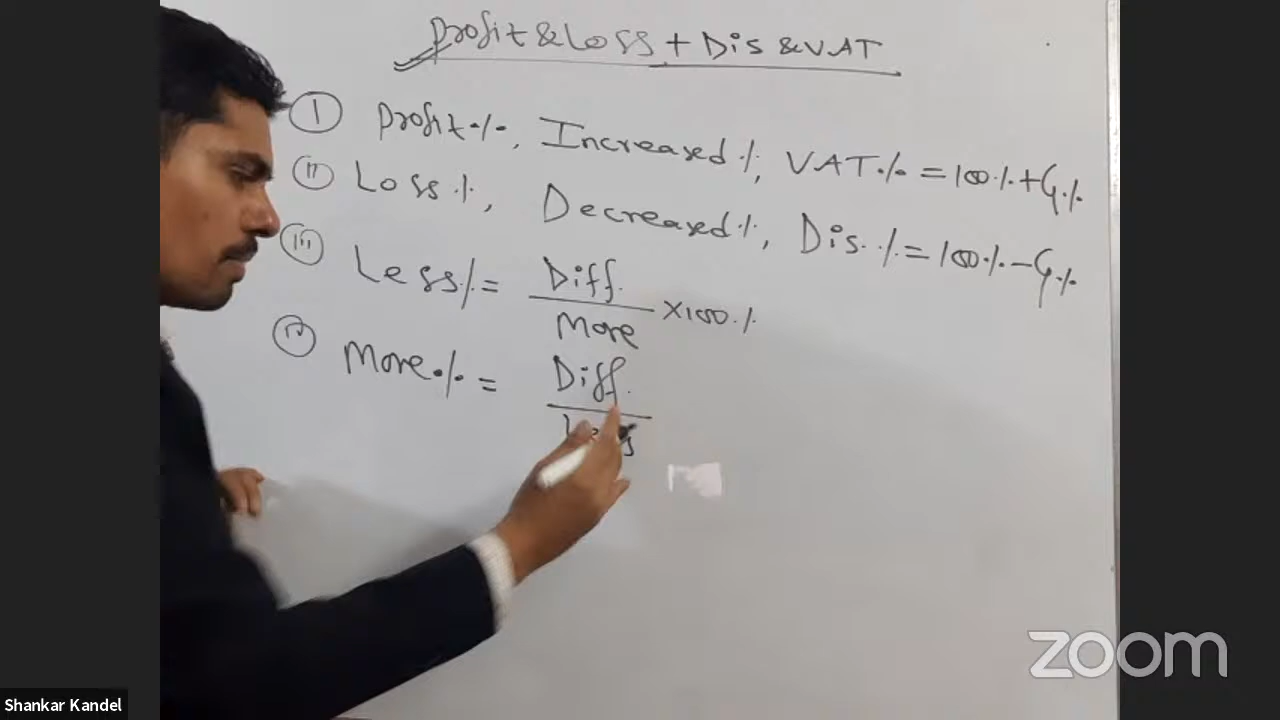 Profit & Loss + Dis & VAT
(I) Profit %, Increased %, VAT % = 100% + G.%
(II) Loss %, Decreased %, Dis. % = 100% - G.%
(III) Less % = Diff. / More × 100%
(IV) More % = Diff. / Less
zoom
Shankar Kandel